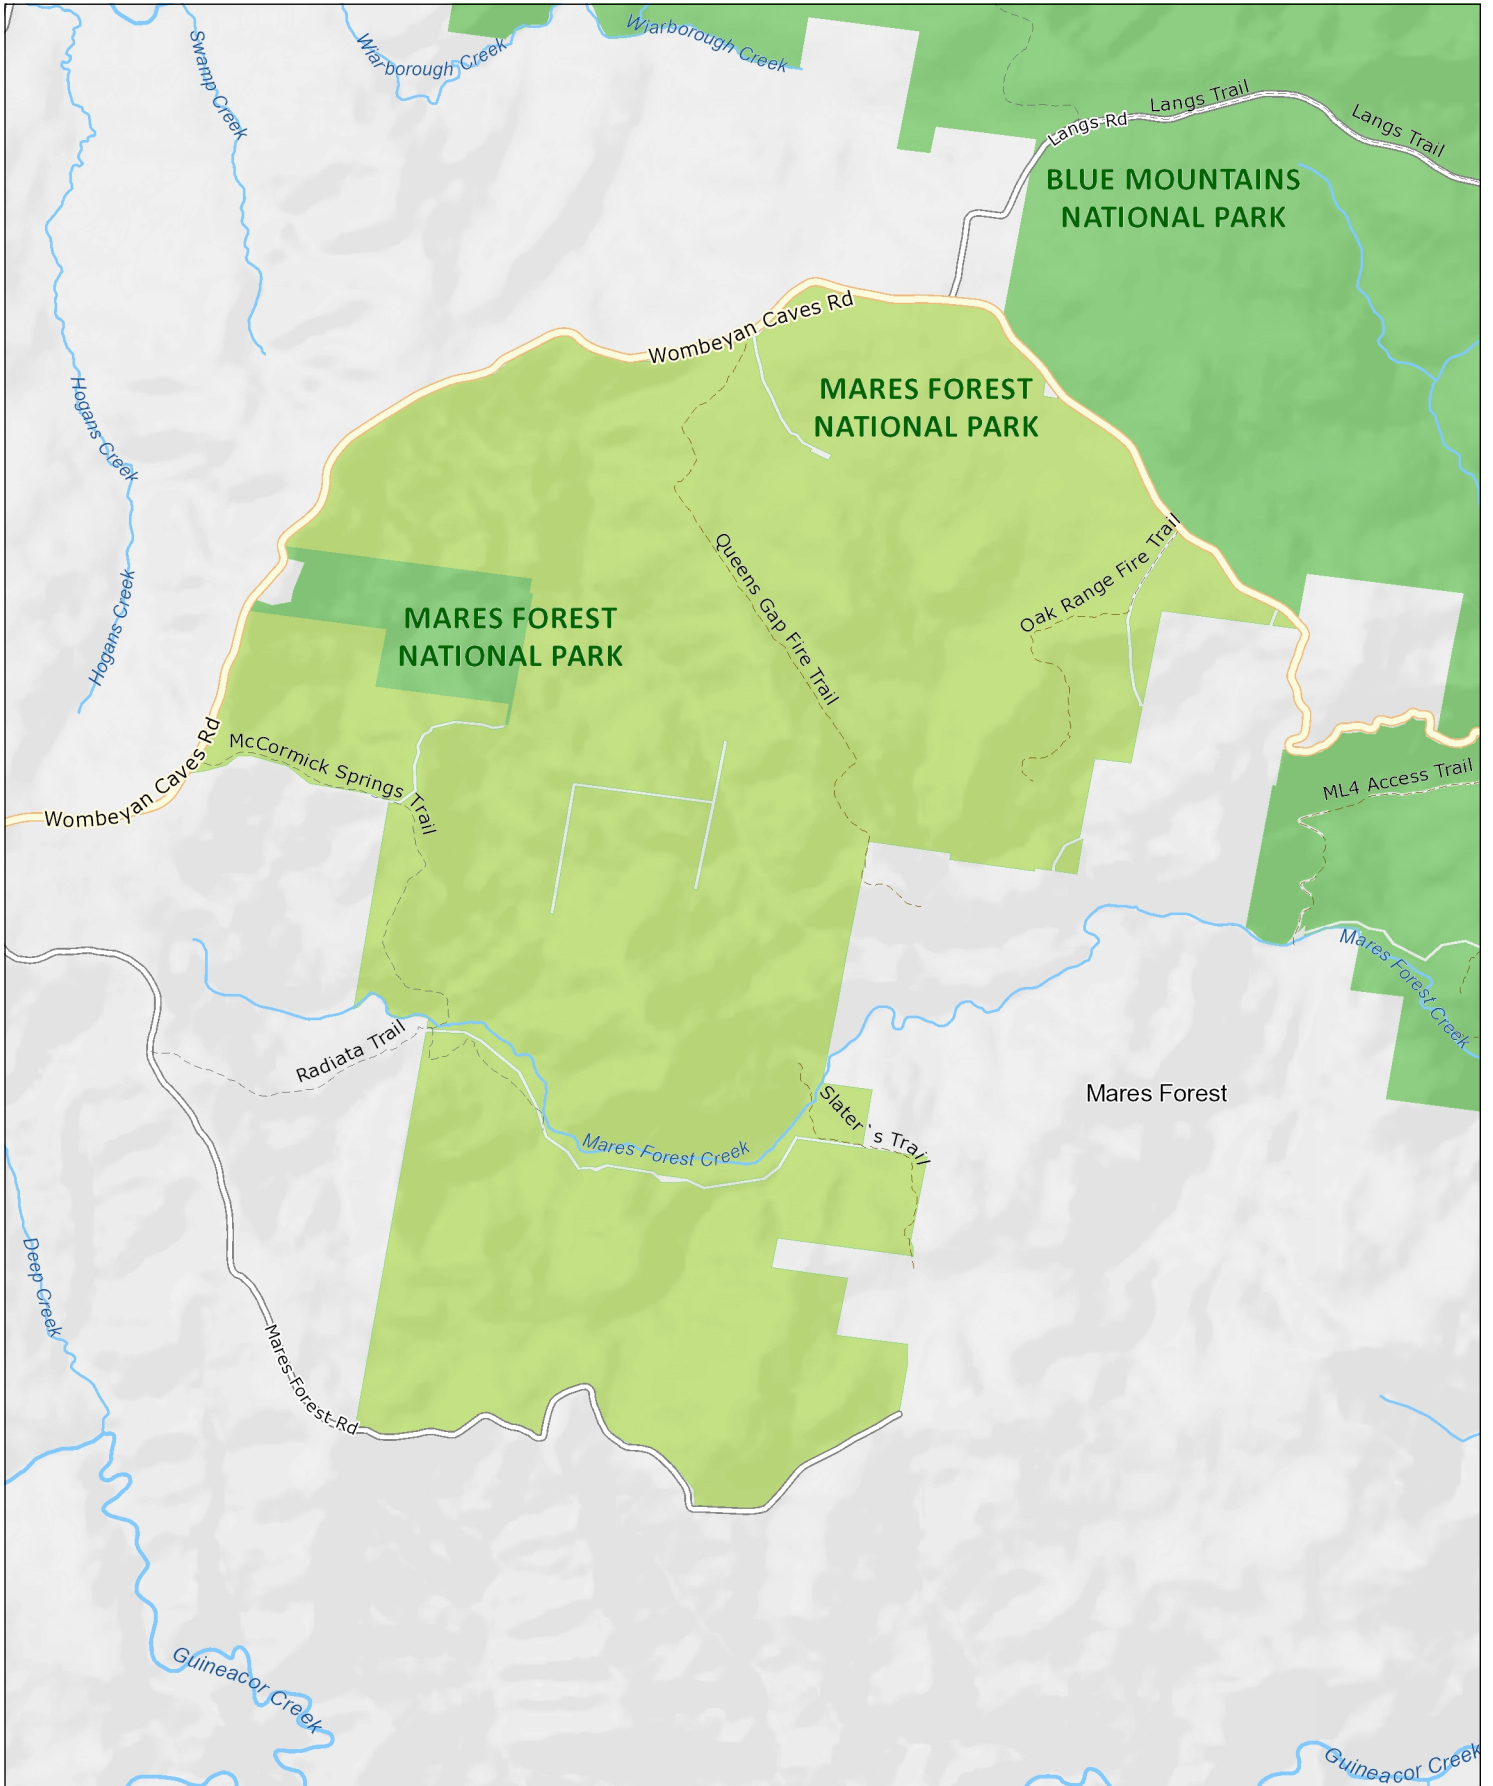 Wiarborough Creek
Swamp Creek
Wiarborough Creek
Langs Trail
Langs Rd
Langs Trail
BLUE MOUNTAINS
NATIONAL PARK
Wombeyan Caves Rd
Hogans Creek
MARES FOREST
NATIONAL PARK
Queens Gap Fire Trail
Oak Range Fire Trail
Hogans Creek
MARES FOREST
NATIONAL PARK
McCormick Springs Trail
Wombeyan Caves Rd
ML4 Access Trail
Mares Forest Creek
Radiata Trail
Mares Forest
Slater`s Trail
Mares Forest Creek
Deep Creek
Mares Forest Rd
Guineacor Creek
Guineacor Creek